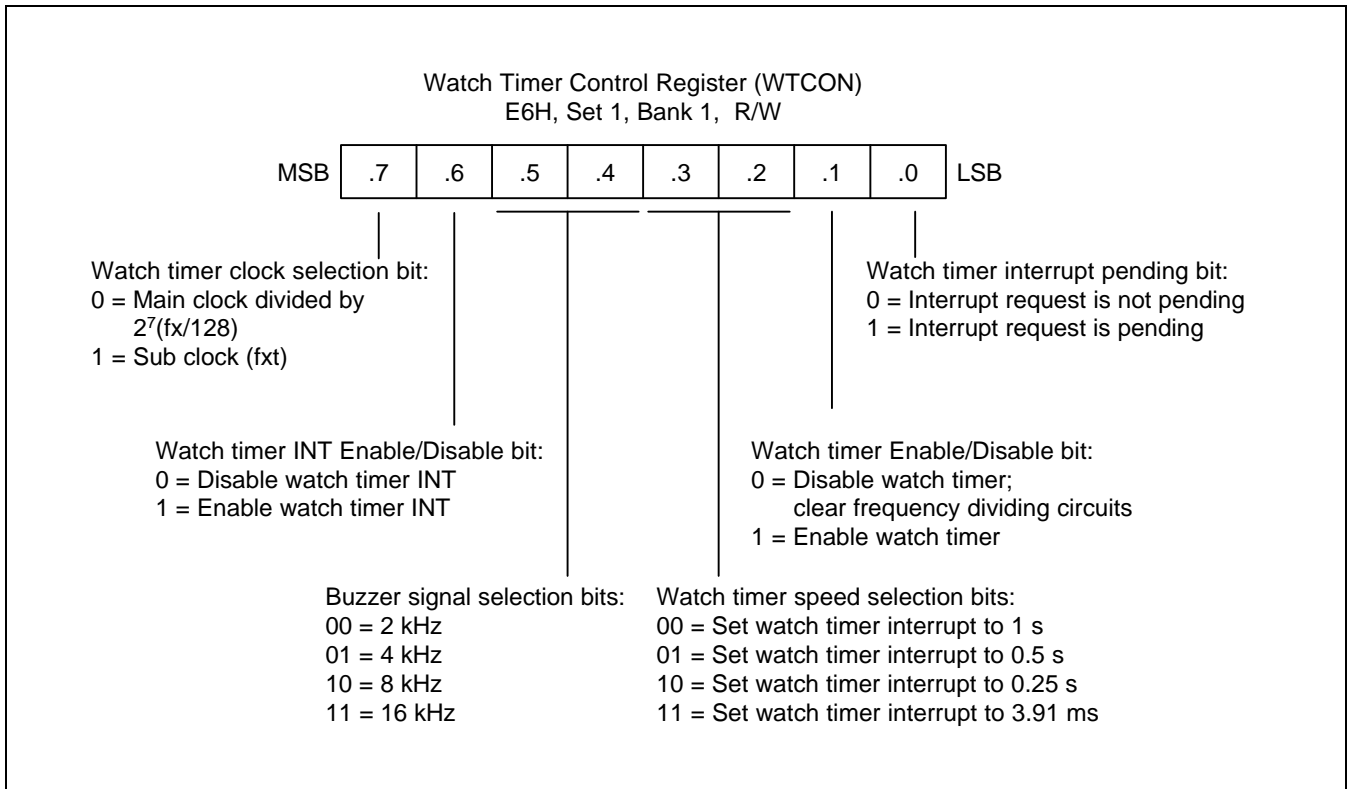 Watch Timer Control Register (WTCON)
E6H, Set 1, Bank 1, R/W
MSB .7 .6 .5 .4 .3 .2 .1 .0 LSB
Watch timer clock selection bit:
0 = Main clock divided by
2⁷(fx/128)
1 = Sub clock (fxt)
Watch timer interrupt pending bit:
0 = Interrupt request is not pending
1 = Interrupt request is pending
Watch timer INT Enable/Disable bit:
0 = Disable watch timer INT
1 = Enable watch timer INT
Watch timer Enable/Disable bit:
0 = Disable watch timer;
clear frequency dividing circuits
1 = Enable watch timer
Buzzer signal selection bits:
00 = 2 kHz
01 = 4 kHz
10 = 8 kHz
11 = 16 kHz
Watch timer speed selection bits:
00 = Set watch timer interrupt to 1 s
01 = Set watch timer interrupt to 0.5 s
10 = Set watch timer interrupt to 0.25 s
11 = Set watch timer interrupt to 3.91 ms